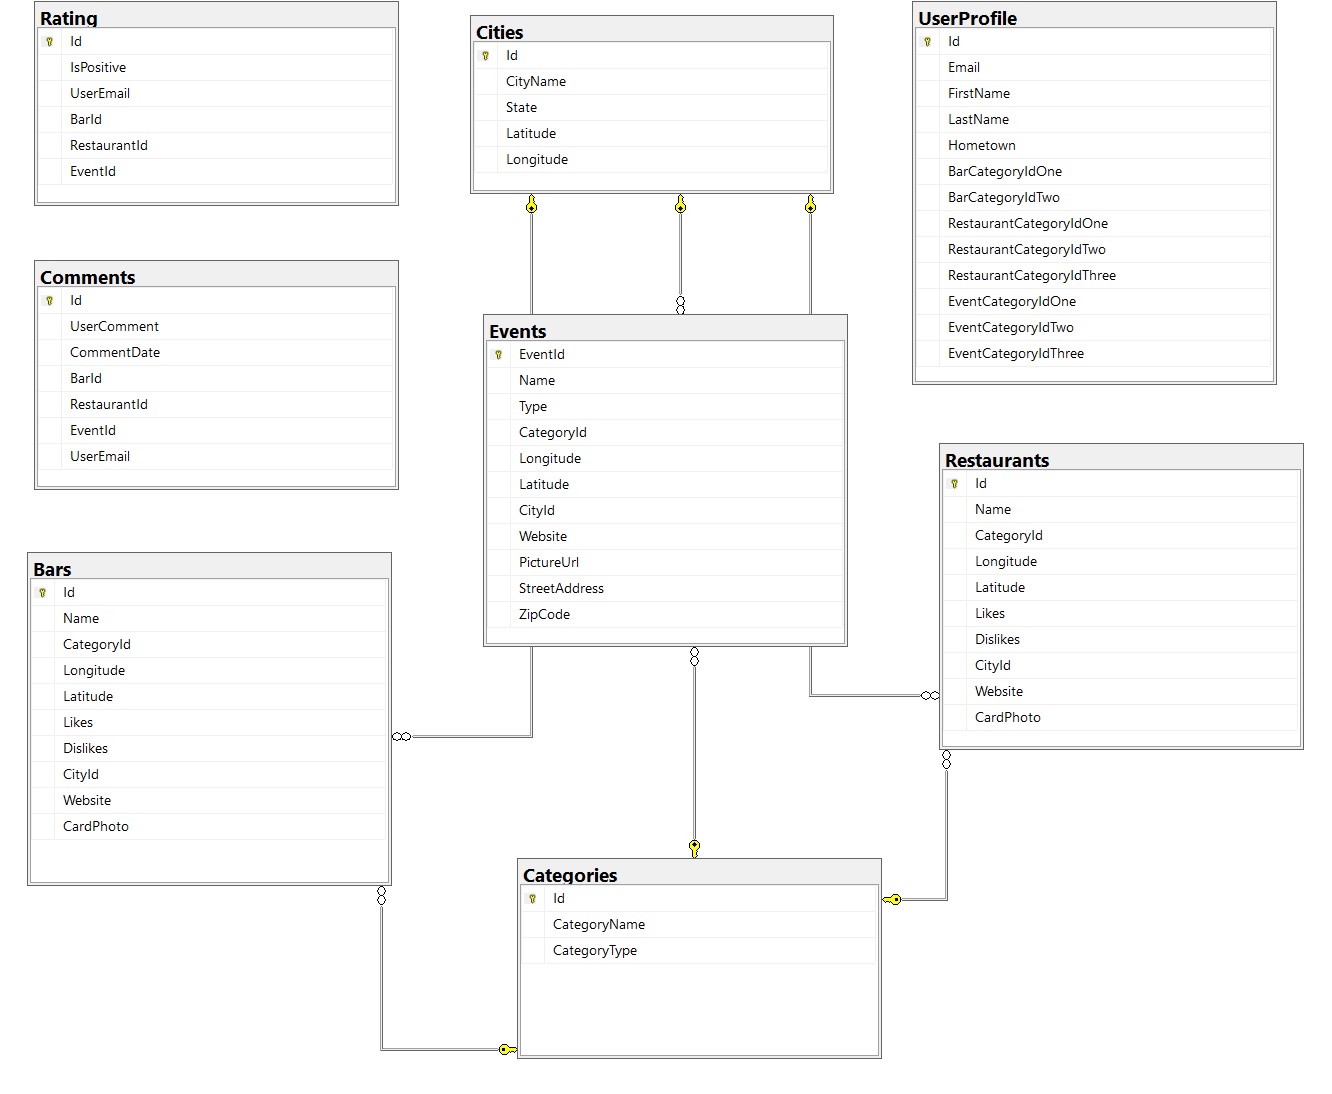 Rating
Id
IsPositive
UserEmail
BarId
RestaurantId
EventId
Cities
Id
CityName
State
Latitude
Longitude
UserProfile
Id
Email
FirstName
LastName
Hometown
BarCategoryIdOne
BarCategoryIdTwo
RestaurantCategoryIdOne
RestaurantCategoryIdTwo
RestaurantCategoryIdThree
EventCategoryIdOne
EventCategoryIdTwo
EventCategoryIdThree
Comments
Id
UserComment
CommentDate
BarId
RestaurantId
EventId
UserEmail
Events
EventId
Name
Type
CategoryId
Longitude
Latitude
CityId
Website
PictureUrl
StreetAddress
ZipCode
Restaurants
Id
Name
CategoryId
Longitude
Latitude
Likes
Dislikes
CityId
Website
CardPhoto
Bars
Id
Name
CategoryId
Longitude
Latitude
Likes
Dislikes
CityId
Website
CardPhoto
Categories
Id
CategoryName
CategoryType